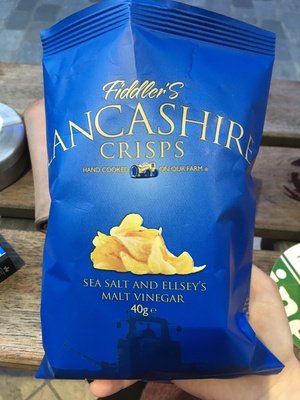 Fiddler's
LANCASHIRE
CRISPS
HAND COOKED ON OUR FARM
SEA SALT AND ELLSEY'S
MALT VINEGAR
40g e